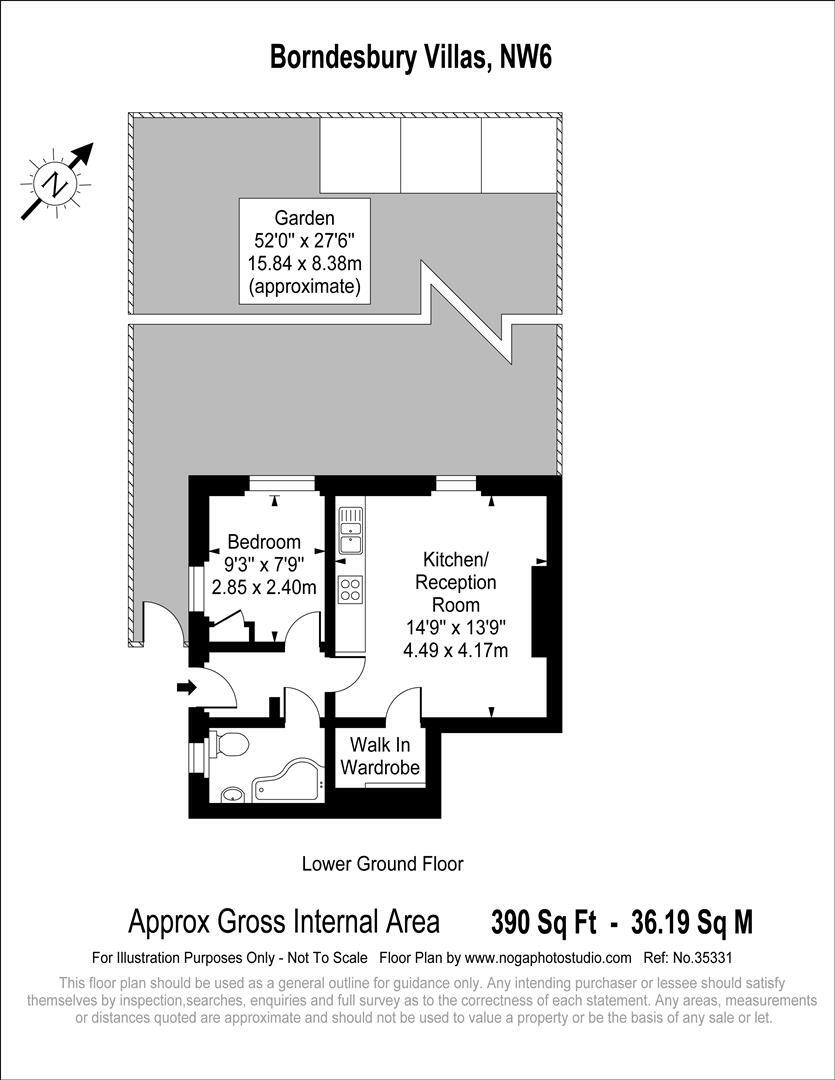 Borndesbury Villas, NW6
N
Garden
52'0" x 27'6"
15.84 x 8.38m
(approximate)
Bedroom
9'3" x 7'9"
2.85 x 2.40m
Kitchen/
Reception
Room
14'9" x 13'9"
4.49 x 4.17m
Walk In
Wardrobe
Lower Ground Floor
Approx Gross Internal Area 390 Sq Ft - 36.19 Sq M
For Illustration Purposes Only - Not To Scale Floor Plan by www.nogaphotostudio.com Ref: No.35331
This floor plan should be used as a general outline for guidance only. Any intending purchaser or lessee should satisfy
themselves by inspection,searches, enquiries and full survey as to the correctness of each statement. Any areas, measurements
or distances quoted are approximate and should not be used to value a property or be the basis of any sale or let.